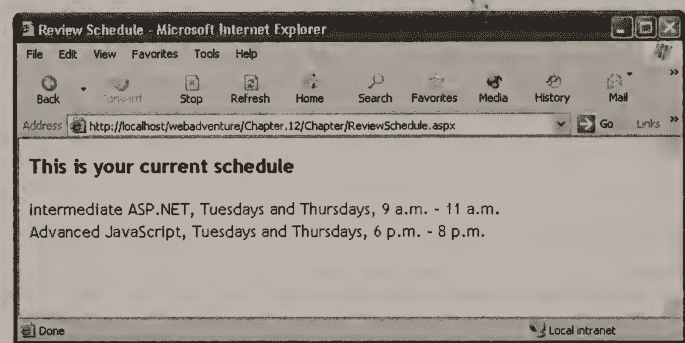 Review Schedule - Microsoft Internet Explorer
File Edit View Favorites Tools Help
Back Forward Stop Refresh Home Search Favorites Media History Mail »
Address http://localhost/webadventure/Chapter.12/Chapter/ReviewSchedule.aspx Go Links »
This is your current schedule
Intermediate ASP.NET, Tuesdays and Thursdays, 9 a.m. - 11 a.m.
Advanced JavaScript, Tuesdays and Thursdays, 6 p.m. - 8 p.m.
Done Local intranet